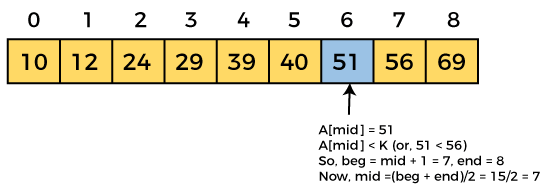 0 1 2 3 4 5 6 7 8
10 12 24 29 39 40 51 56 69
A[mid] = 51
A[mid] < K (or, 51 < 56)
So, beg = mid + 1 = 7, end = 8
Now, mid =(beg + end)/2 = 15/2 = 7